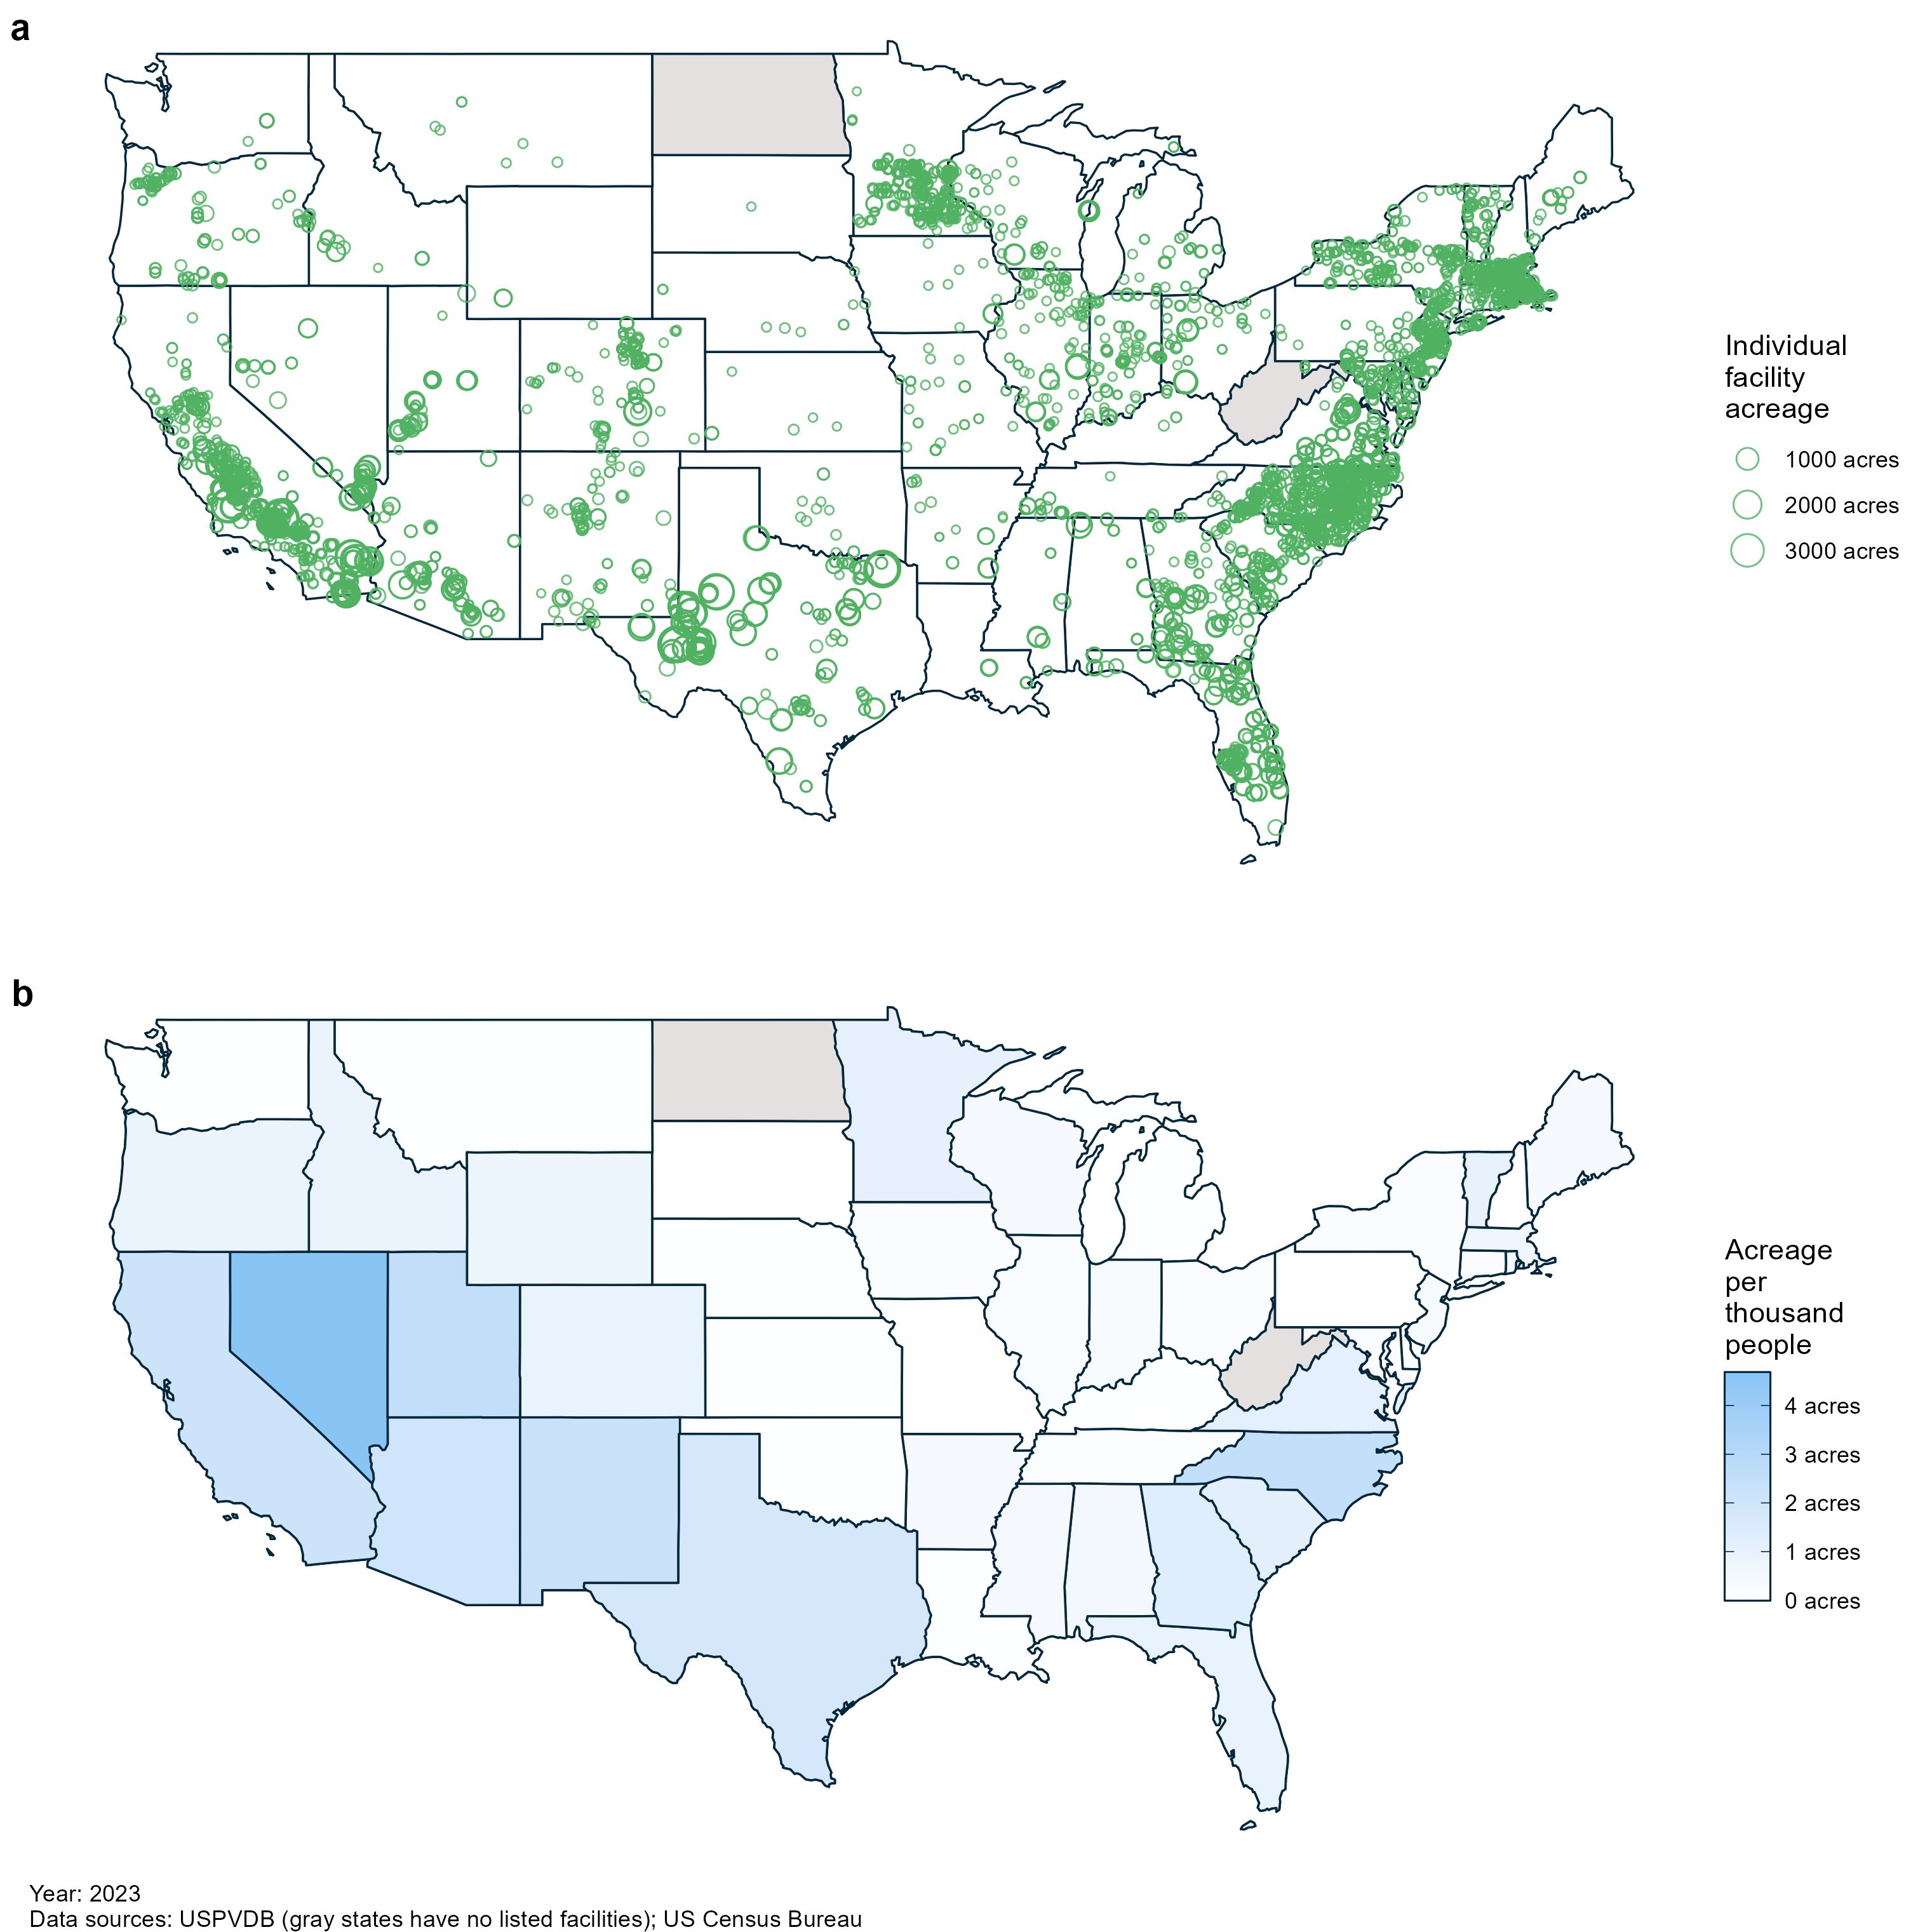 a
Individual
facility
acreage
1000 acres
2000 acres
3000 acres
b
Acreage
per
thousand
people
4 acres
3 acres
2 acres
1 acres
0 acres
Year: 2023
Data sources: USPVDB (gray states have no listed facilities); US Census Bureau